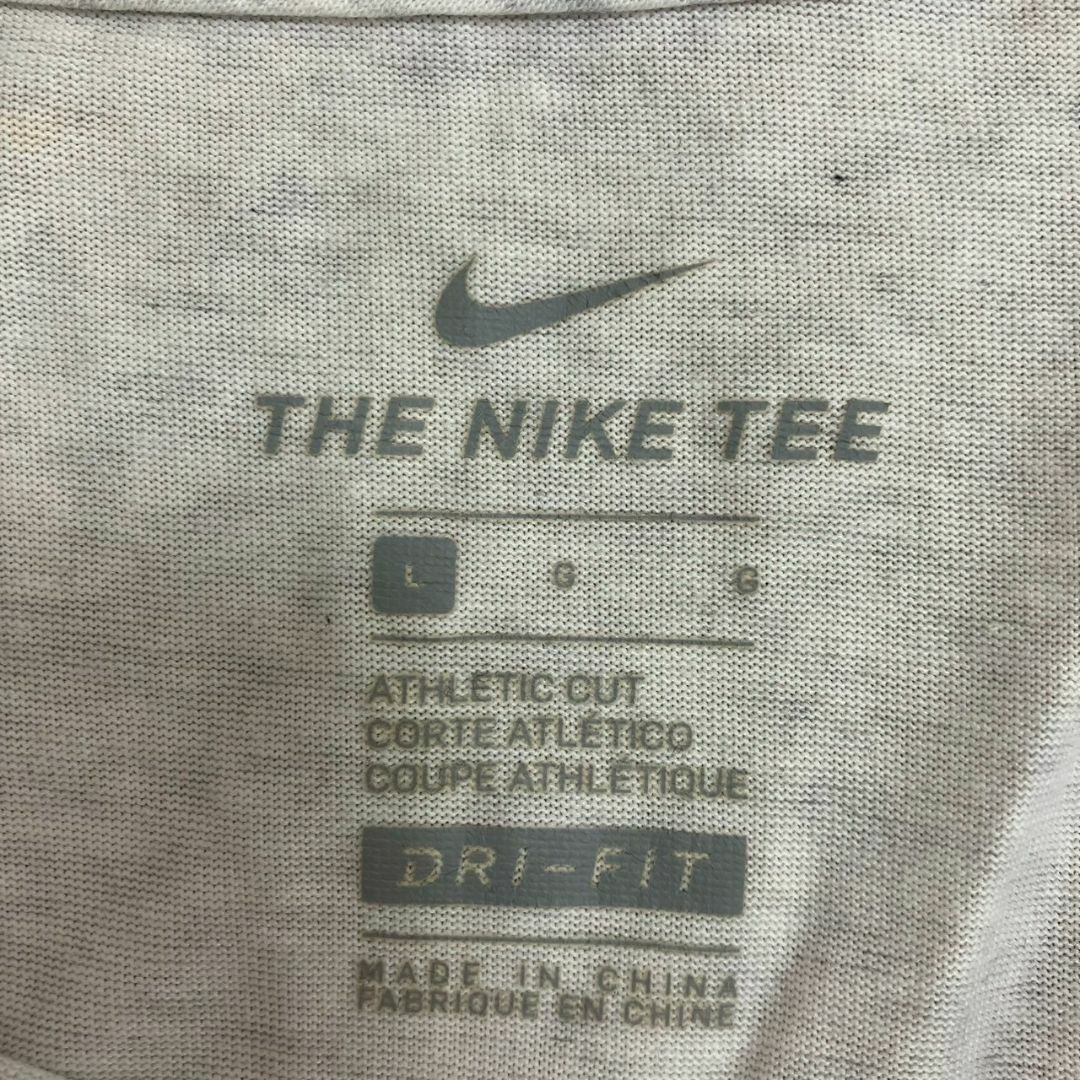 THE NIKE TEE
L G G
ATHLETIC CUT
CORTE ATLÉTICO
COUPE ATHLÉTIQUE
DRI-FIT
MADE IN CHINA
FABRIQUE EN CHINE